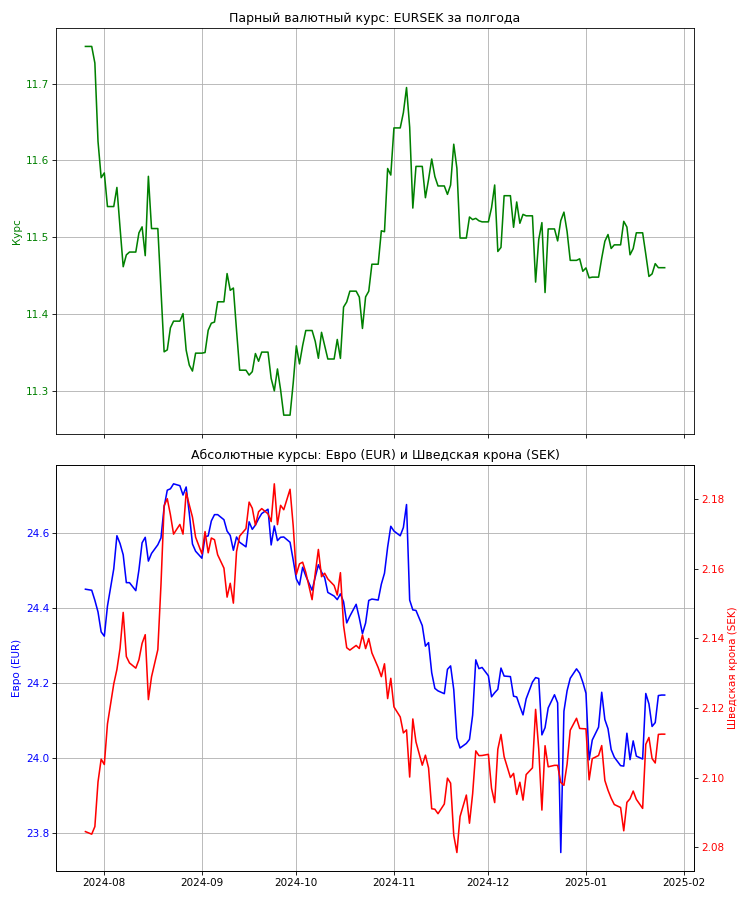 Парный валютный курс: EURSEK за полгода
11.7
11.6
11.5
11.4
11.3
Курс
Абсолютные курсы: Евро (EUR) и Шведская крона (SEK)
24.6
24.4
24.2
24.0
23.8
Евро (EUR)
2.18
2.16
2.14
2.12
2.10
2.08
Шведская крона (SEK)
2024-08 2024-09 2024-10 2024-11 2024-12 2025-01 2025-02